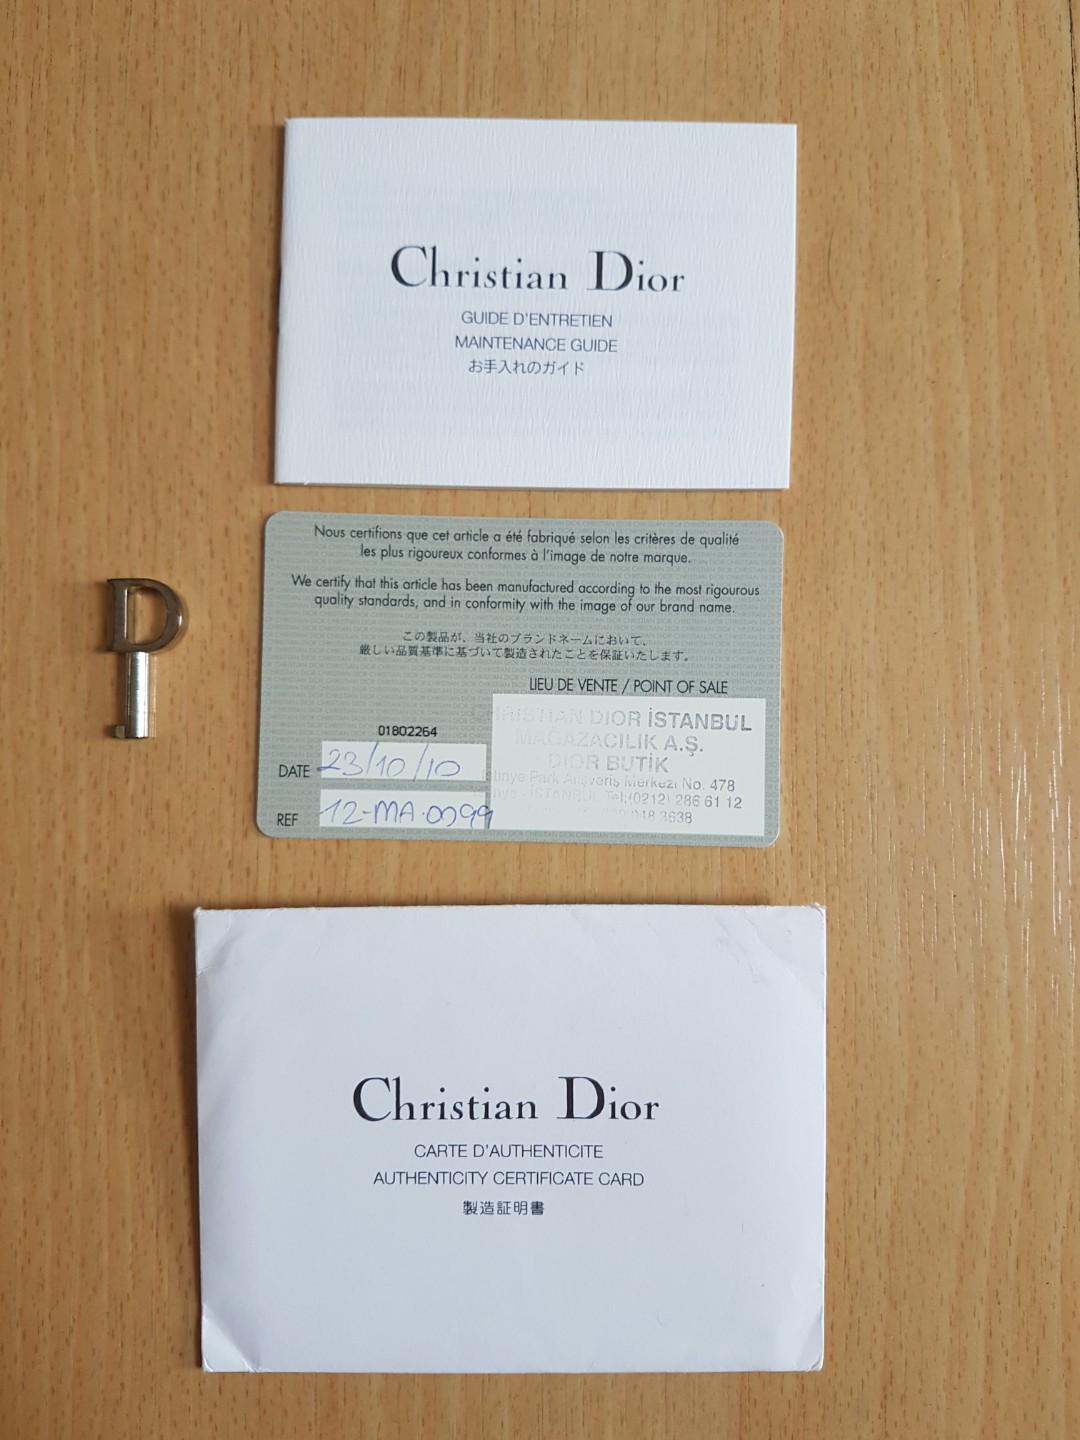 Christian Dior
GUIDE D'ENTRETIEN
MAINTENANCE GUIDE
お手入れのガイド
Nous certifions que cet article a été fabriqué selon les critères de qualité
les plus rigoureux conformes à l'image de notre marque.
We certify that this article has been manufactured according to the most rigourous
quality standards, and in conformity with the image of our brand name.
この製品が、当社のブランドネームにおいて、
厳しい品質基準に基づいて製造されたことを保証いたします。
LIEU DE VENTE / POINT OF SALE
CHRISTIAN DIOR İSTANBUL
MAĞAZACILIK A.Ş.
DIOR BUTİK
Park Alışveriş Merkezi No. 478
İSTANBUL Tel:(0212) 286 61 12
048 3638
01802264
DATE 23/10/10
REF 12-MA-0099
D
Christian Dior
CARTE D'AUTHENTICITE
AUTHENTICITY CERTIFICATE CARD
製造証明書